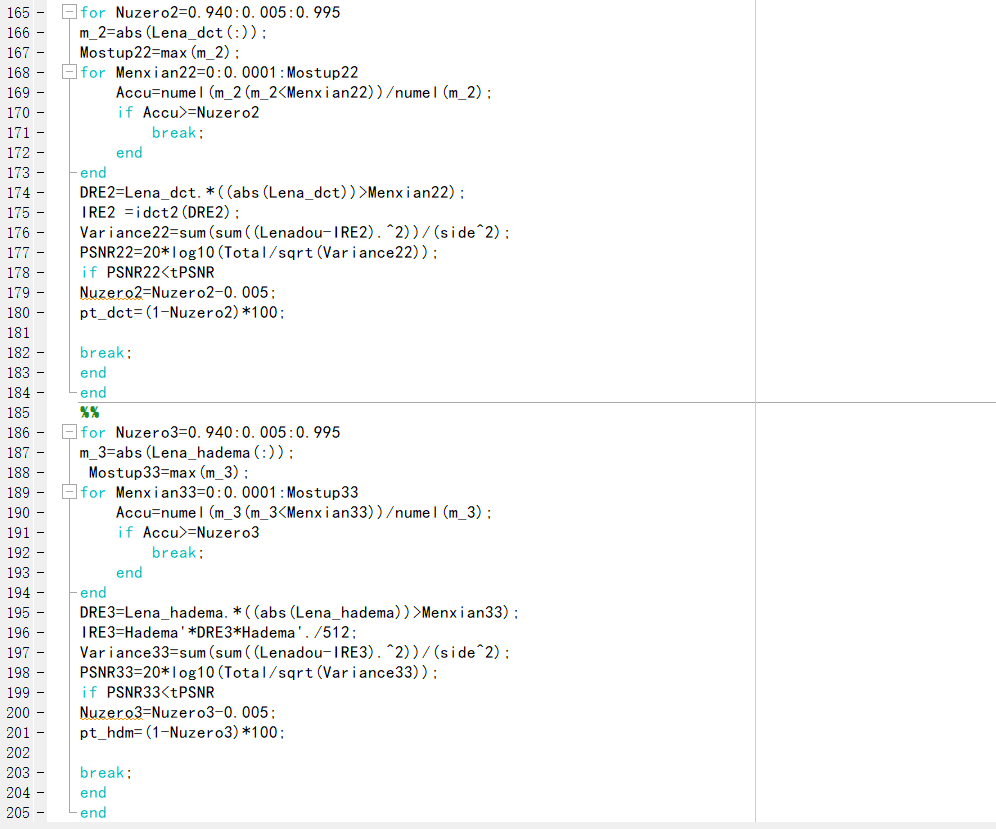 165 - for Nuzero2=0.940:0.005:0.995
166 - m_2=abs(Lena_dct(:));
167 - Mostup22=max(m_2);
168 - for Menxian22=0:0.0001:Mostup22
169 - Accu=numel(m_2(m_2<Menxian22))/numel(m_2);
170 - if Accu>=Nuzero2
171 - break;
172 - end
173 - end
174 - DRE2=Lena_dct.*((abs(Lena_dct))>Menxian22);
175 - IRE2 =idct2(DRE2);
176 - Variance22=sum(sum((Lenadou-IRE2).^2))/(side^2);
177 - PSNR22=20*log10(Total/sqrt(Variance22));
178 - if PSNR22<tPSNR
179 - Nuzero2=Nuzero2-0.005;
180 - pt_dct=(1-Nuzero2)*100;
181
182 - break;
183 - end
184 - end
185 %%
186 - for Nuzero3=0.940:0.005:0.995
187 - m_3=abs(Lena_hadema(:));
188 - Mostup33=max(m_3);
189 - for Menxian33=0:0.0001:Mostup33
190 - Accu=numel(m_3(m_3<Menxian33))/numel(m_3);
191 - if Accu>=Nuzero3
192 - break;
193 - end
194 - end
195 - DRE3=Lena_hadema.*((abs(Lena_hadema))>Menxian33);
196 - IRE3=Hadema'*DRE3*Hadema'./512;
197 - Variance33=sum(sum((Lenadou-IRE3).^2))/(side^2);
198 - PSNR33=20*log10(Total/sqrt(Variance33));
199 - if PSNR33<tPSNR
200 - Nuzero3=Nuzero3-0.005;
201 - pt_hdm=(1-Nuzero3)*100;
202
203 - break;
204 - end
205 - end